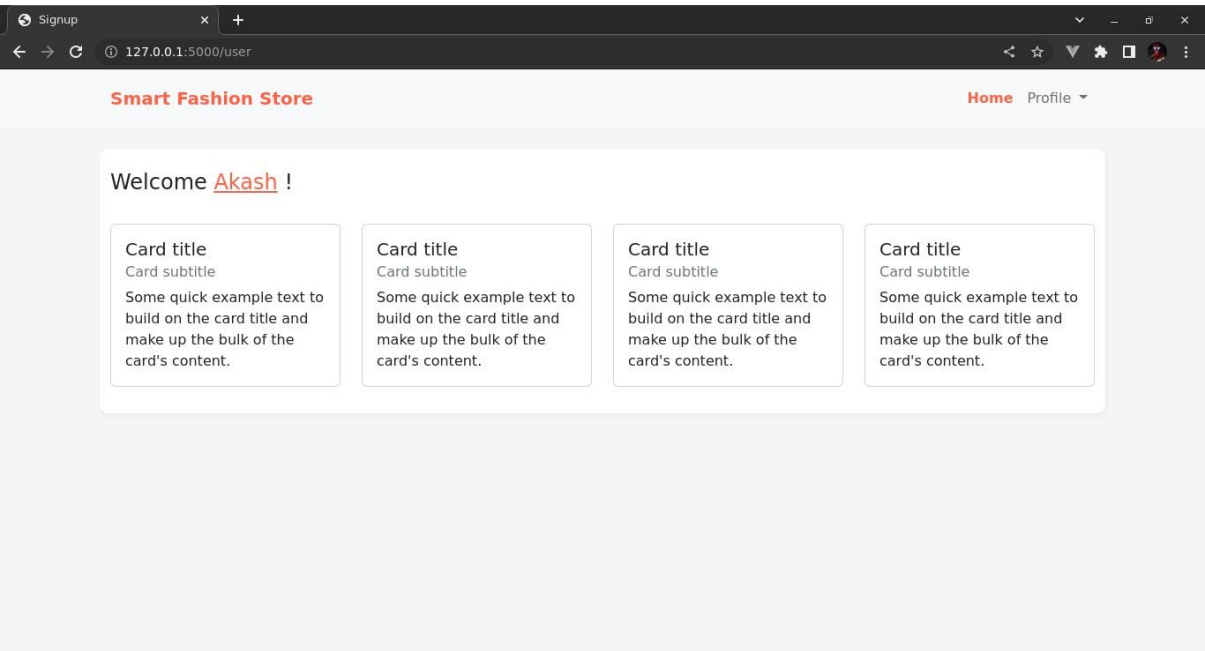 Signup
127.0.0.1:5000/user
Smart Fashion Store
Home Profile
Welcome Akash !
Card title
Card subtitle
Some quick example text to
build on the card title and
make up the bulk of the
card's content.
Card title
Card subtitle
Some quick example text to
build on the card title and
make up the bulk of the
card's content.
Card title
Card subtitle
Some quick example text to
build on the card title and
make up the bulk of the
card's content.
Card title
Card subtitle
Some quick example text to
build on the card title and
make up the bulk of the
card's content.